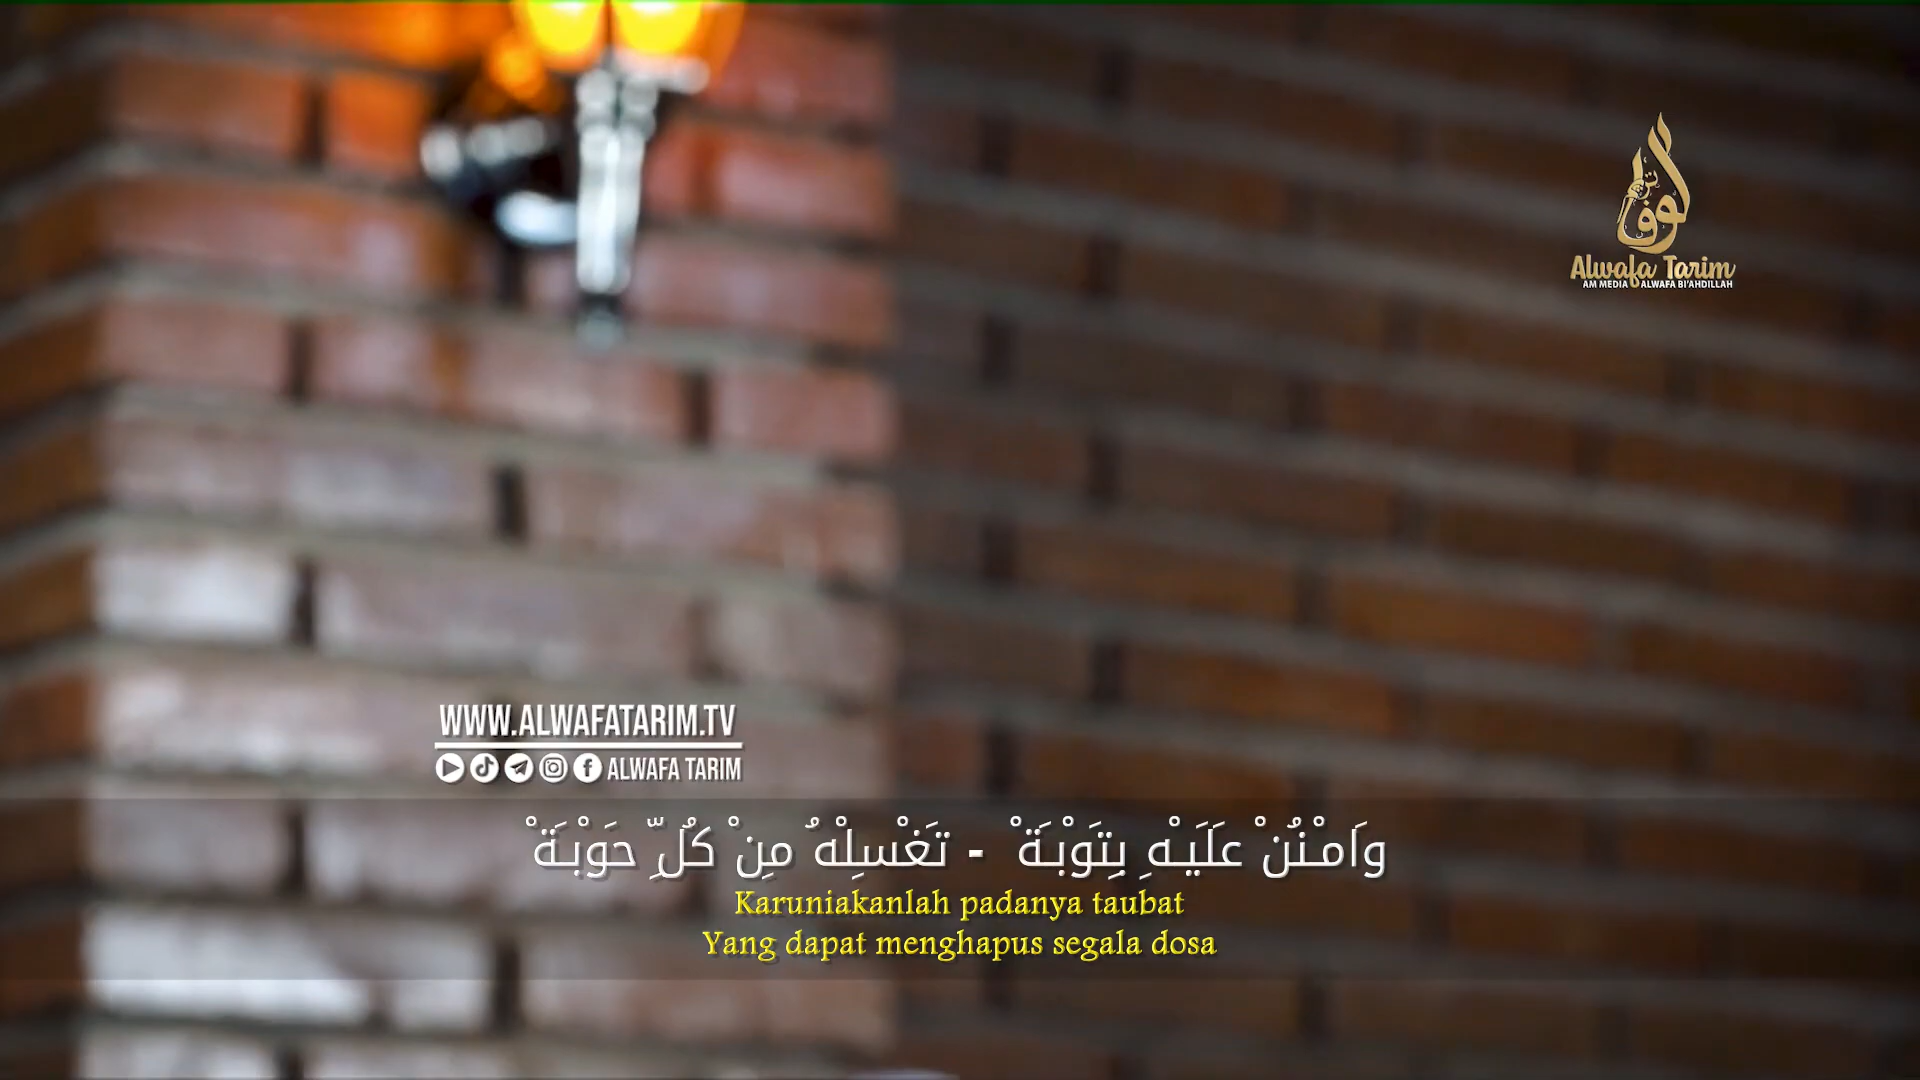 Alwafa Tarim
AM MEDIA ALWAFA BI'AHDILLAH
WWW.ALWAFATARIM.TV
ALWAFA TARIM
وَامْنُنْ عَلَيْهِ بِتَوْبَةْ - تَغْسِلْهُ مِنْ كُلِّ حَوْبَةْ
Karuniakanlah padanya taubat
Yang dapat menghapus segala dosa